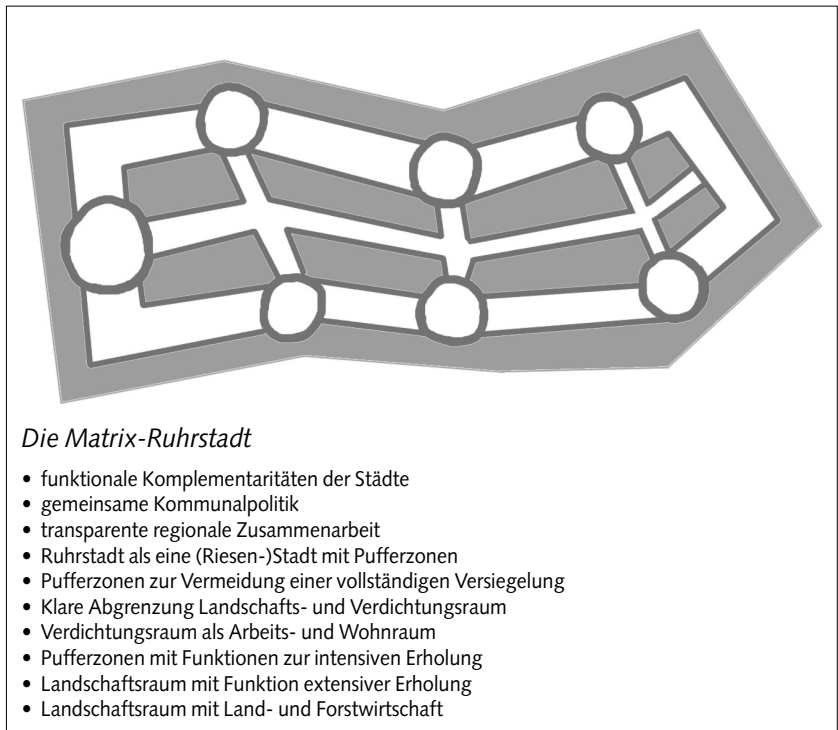 Die Matrix-Ruhrstadt
• funktionale Komplementaritäten der Städte
• gemeinsame Kommunalpolitik
• transparente regionale Zusammenarbeit
• Ruhrstadt als eine (Riesen-)Stadt mit Pufferzonen
• Pufferzonen zur Vermeidung einer vollständigen Versiegelung
• Klare Abgrenzung Landschafts- und Verdichtungsraum
• Verdichtungsraum als Arbeits- und Wohnraum
• Pufferzonen mit Funktionen zur intensiven Erholung
• Landschaftsraum mit Funktion extensiver Erholung
• Landschaftsraum mit Land- und Forstwirtschaft